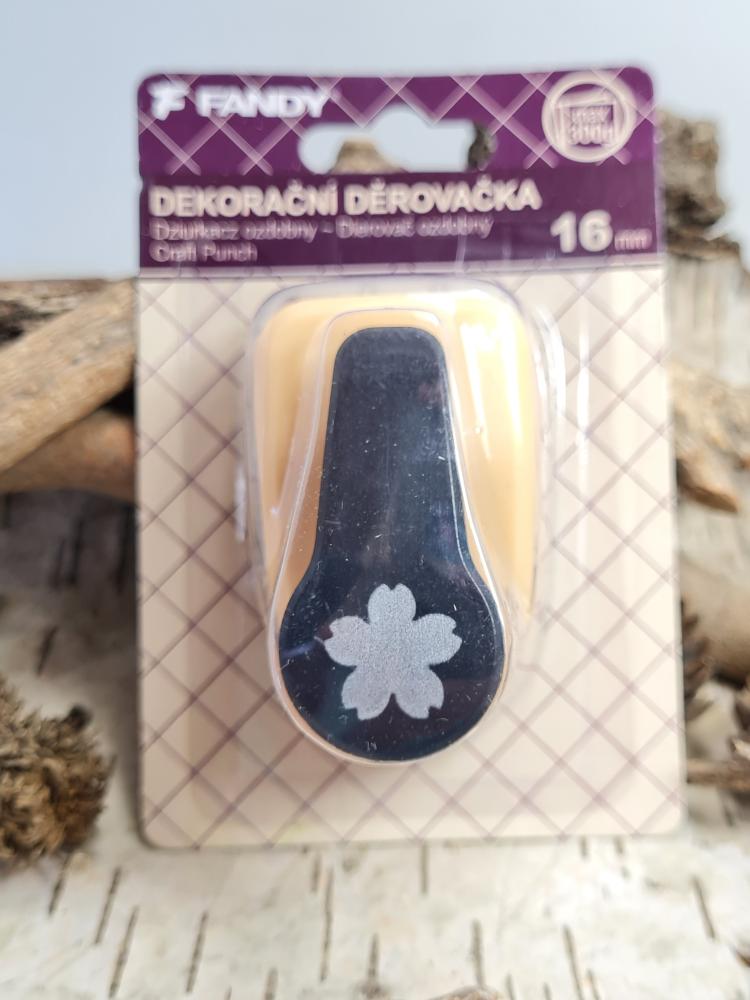 FANDY
max
300g
DEKORAČNÍ DĚROVAČKA
Dziurkacz ozdobny - Dierovač ozdobný
Craft Punch
16 mm